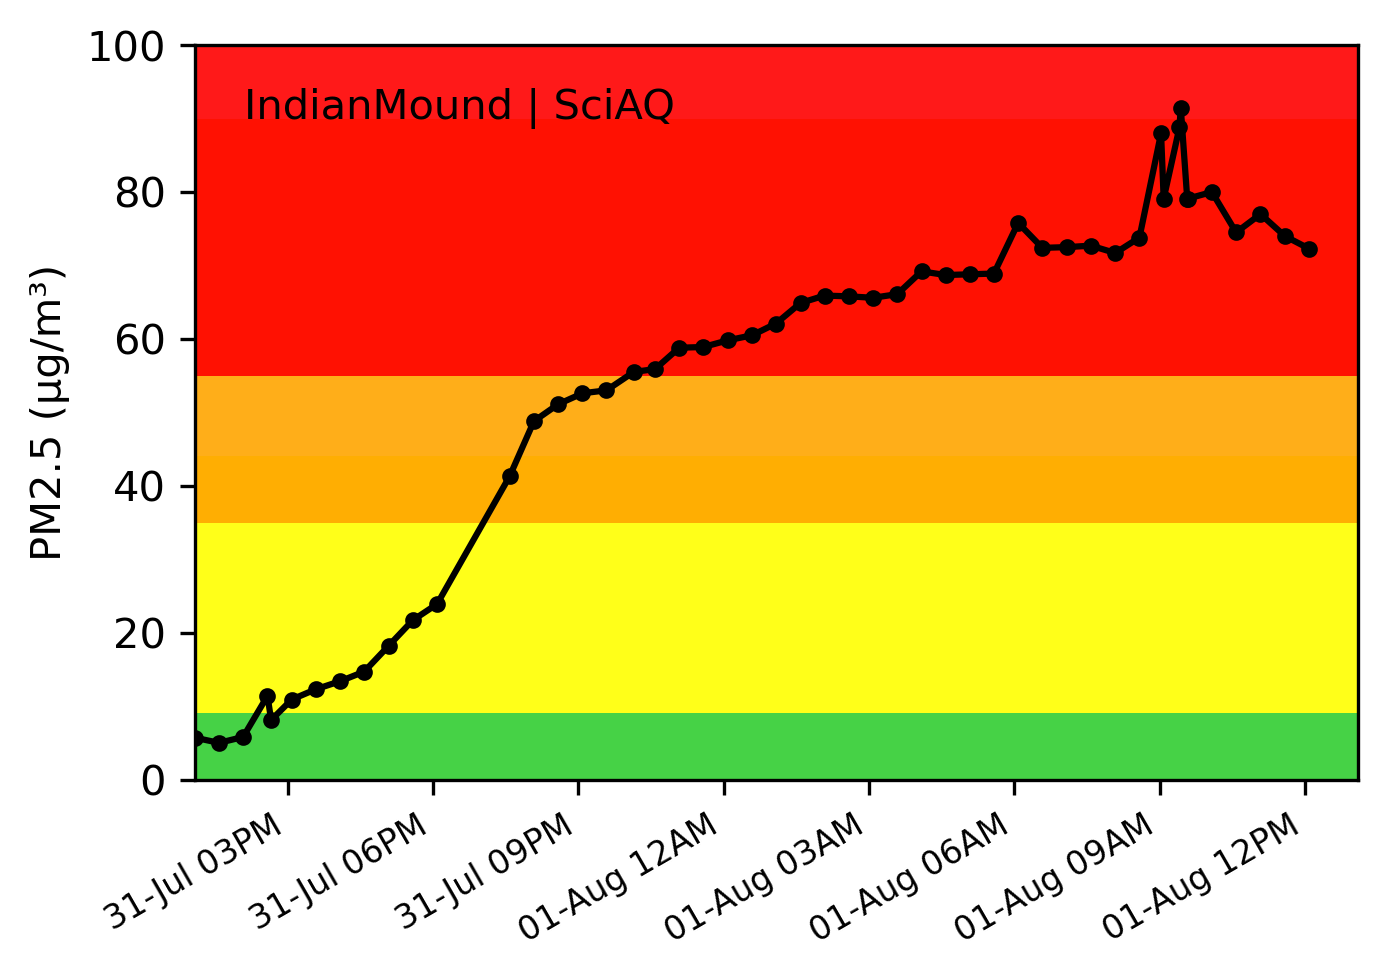 IndianMound | SciAQ
PM2.5 (µg/m³)
100
80
60
40
20
0
31-Jul 03PM
31-Jul 06PM
31-Jul 09PM
01-Aug 12AM
01-Aug 03AM
01-Aug 06AM
01-Aug 09AM
01-Aug 12PM